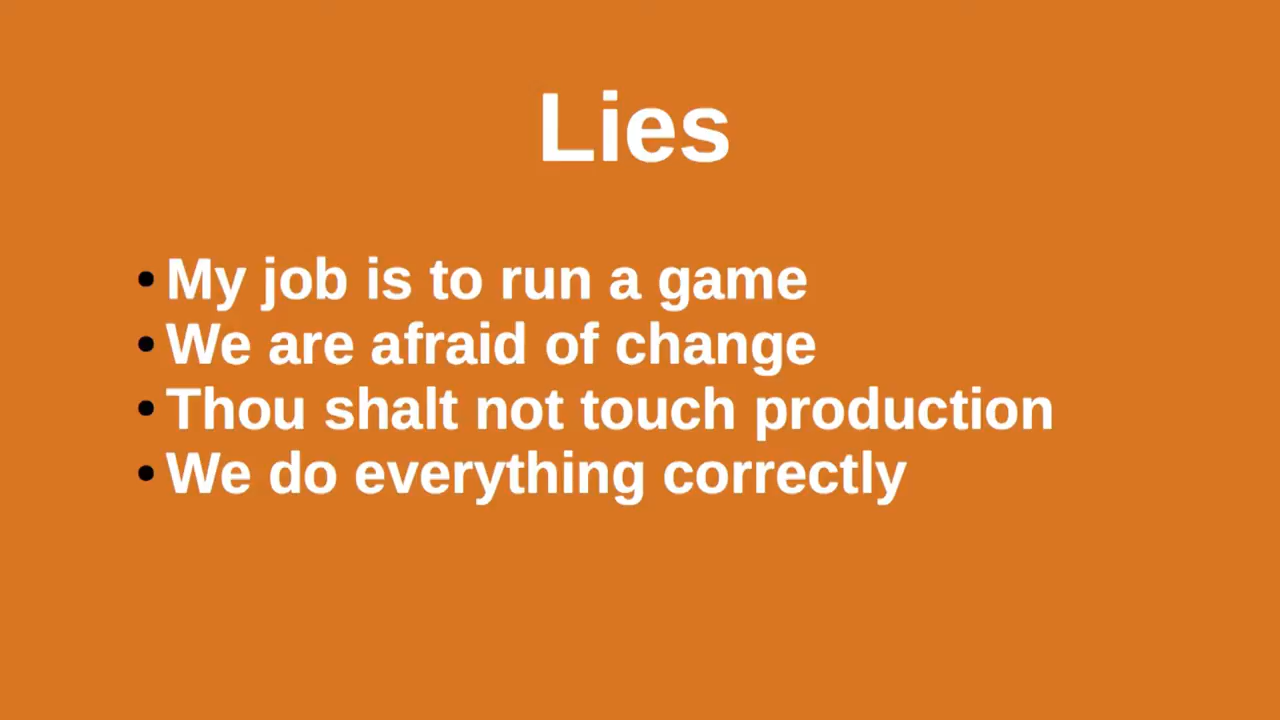 Lies
• My job is to run a game
• We are afraid of change
• Thou shalt not touch production
• We do everything correctly